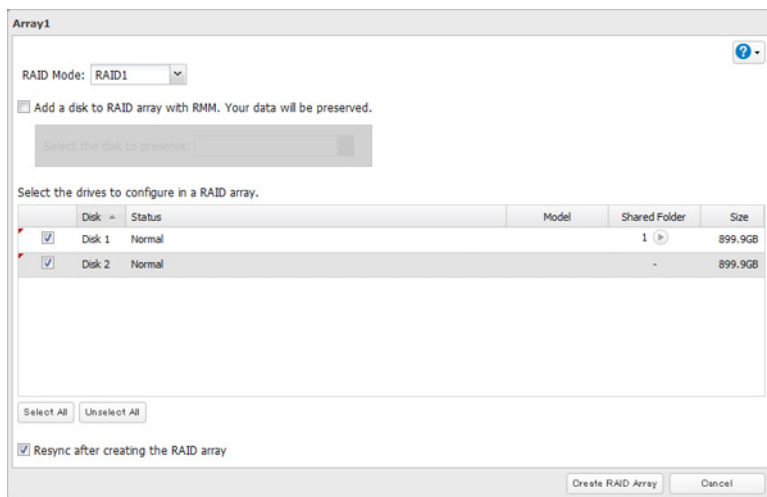 Array1
RAID Mode: RAID1
Add a disk to RAID array with RMM. Your data will be preserved.
Select the disk to preserve:
Select the drives to configure in a RAID array.
Disk Status Model Shared Folder Size
Disk 1 Normal 1 899.9GB
Disk 2 Normal - 899.9GB
Select All Unselect All
Resync after creating the RAID array
Create RAID Array Cancel